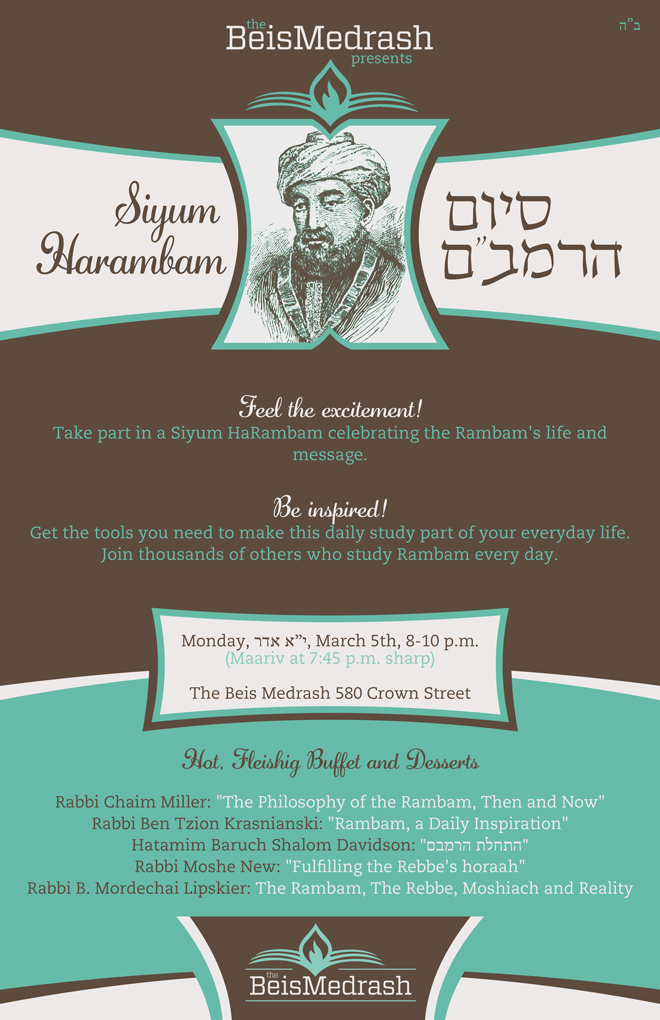 ב"ה
the
BeisMedrash
presents
Siyum
Harambam
סיום
הרמב"ם
Feel the excitement!
Take part in a Siyum HaRambam celebrating the Rambam's life and
message.
Be inspired!
Get the tools you need to make this daily study part of your everyday life.
Join thousands of others who study Rambam every day.
Monday, י"א אדר, March 5th, 8-10 p.m.
(Maariv at 7:45 p.m. sharp)
The Beis Medrash 580 Crown Street
Hot, Fleishig Buffet and Desserts
Rabbi Chaim Miller: "The Philosophy of the Rambam, Then and Now"
Rabbi Ben Tzion Krasnianski: "Rambam, a Daily Inspiration"
Hatamim Baruch Shalom Davidson: "התחלת הרמבם"
Rabbi Moshe New: "Fulfilling the Rebbe's horaah"
Rabbi B. Mordechai Lipskier: The Rambam, The Rebbe, Moshiach and Reality
the
BeisMedrash